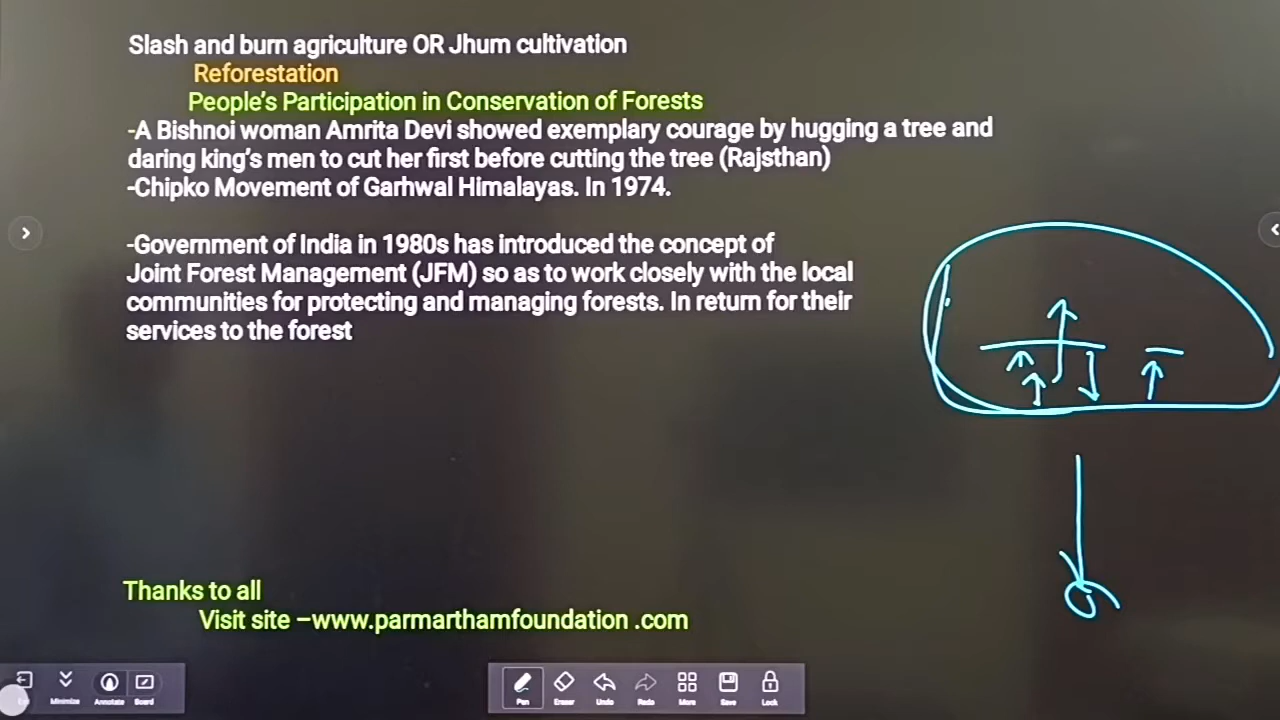 Slash and burn agriculture OR Jhum cultivation
Reforestation
People's Participation in Conservation of Forests
-A Bishnoi woman Amrita Devi showed exemplary courage by hugging a tree and
daring king's men to cut her first before cutting the tree (Rajsthan)
-Chipko Movement of Garhwal Himalayas. In 1974.
-Government of India in 1980s has introduced the concept of
Joint Forest Management (JFM) so as to work closely with the local
communities for protecting and managing forests. In return for their
services to the forest
Thanks to all
Visit site –www.parmarthamfoundation .com
Minimize Annotate Board Pen Eraser Undo Redo More Save Lock